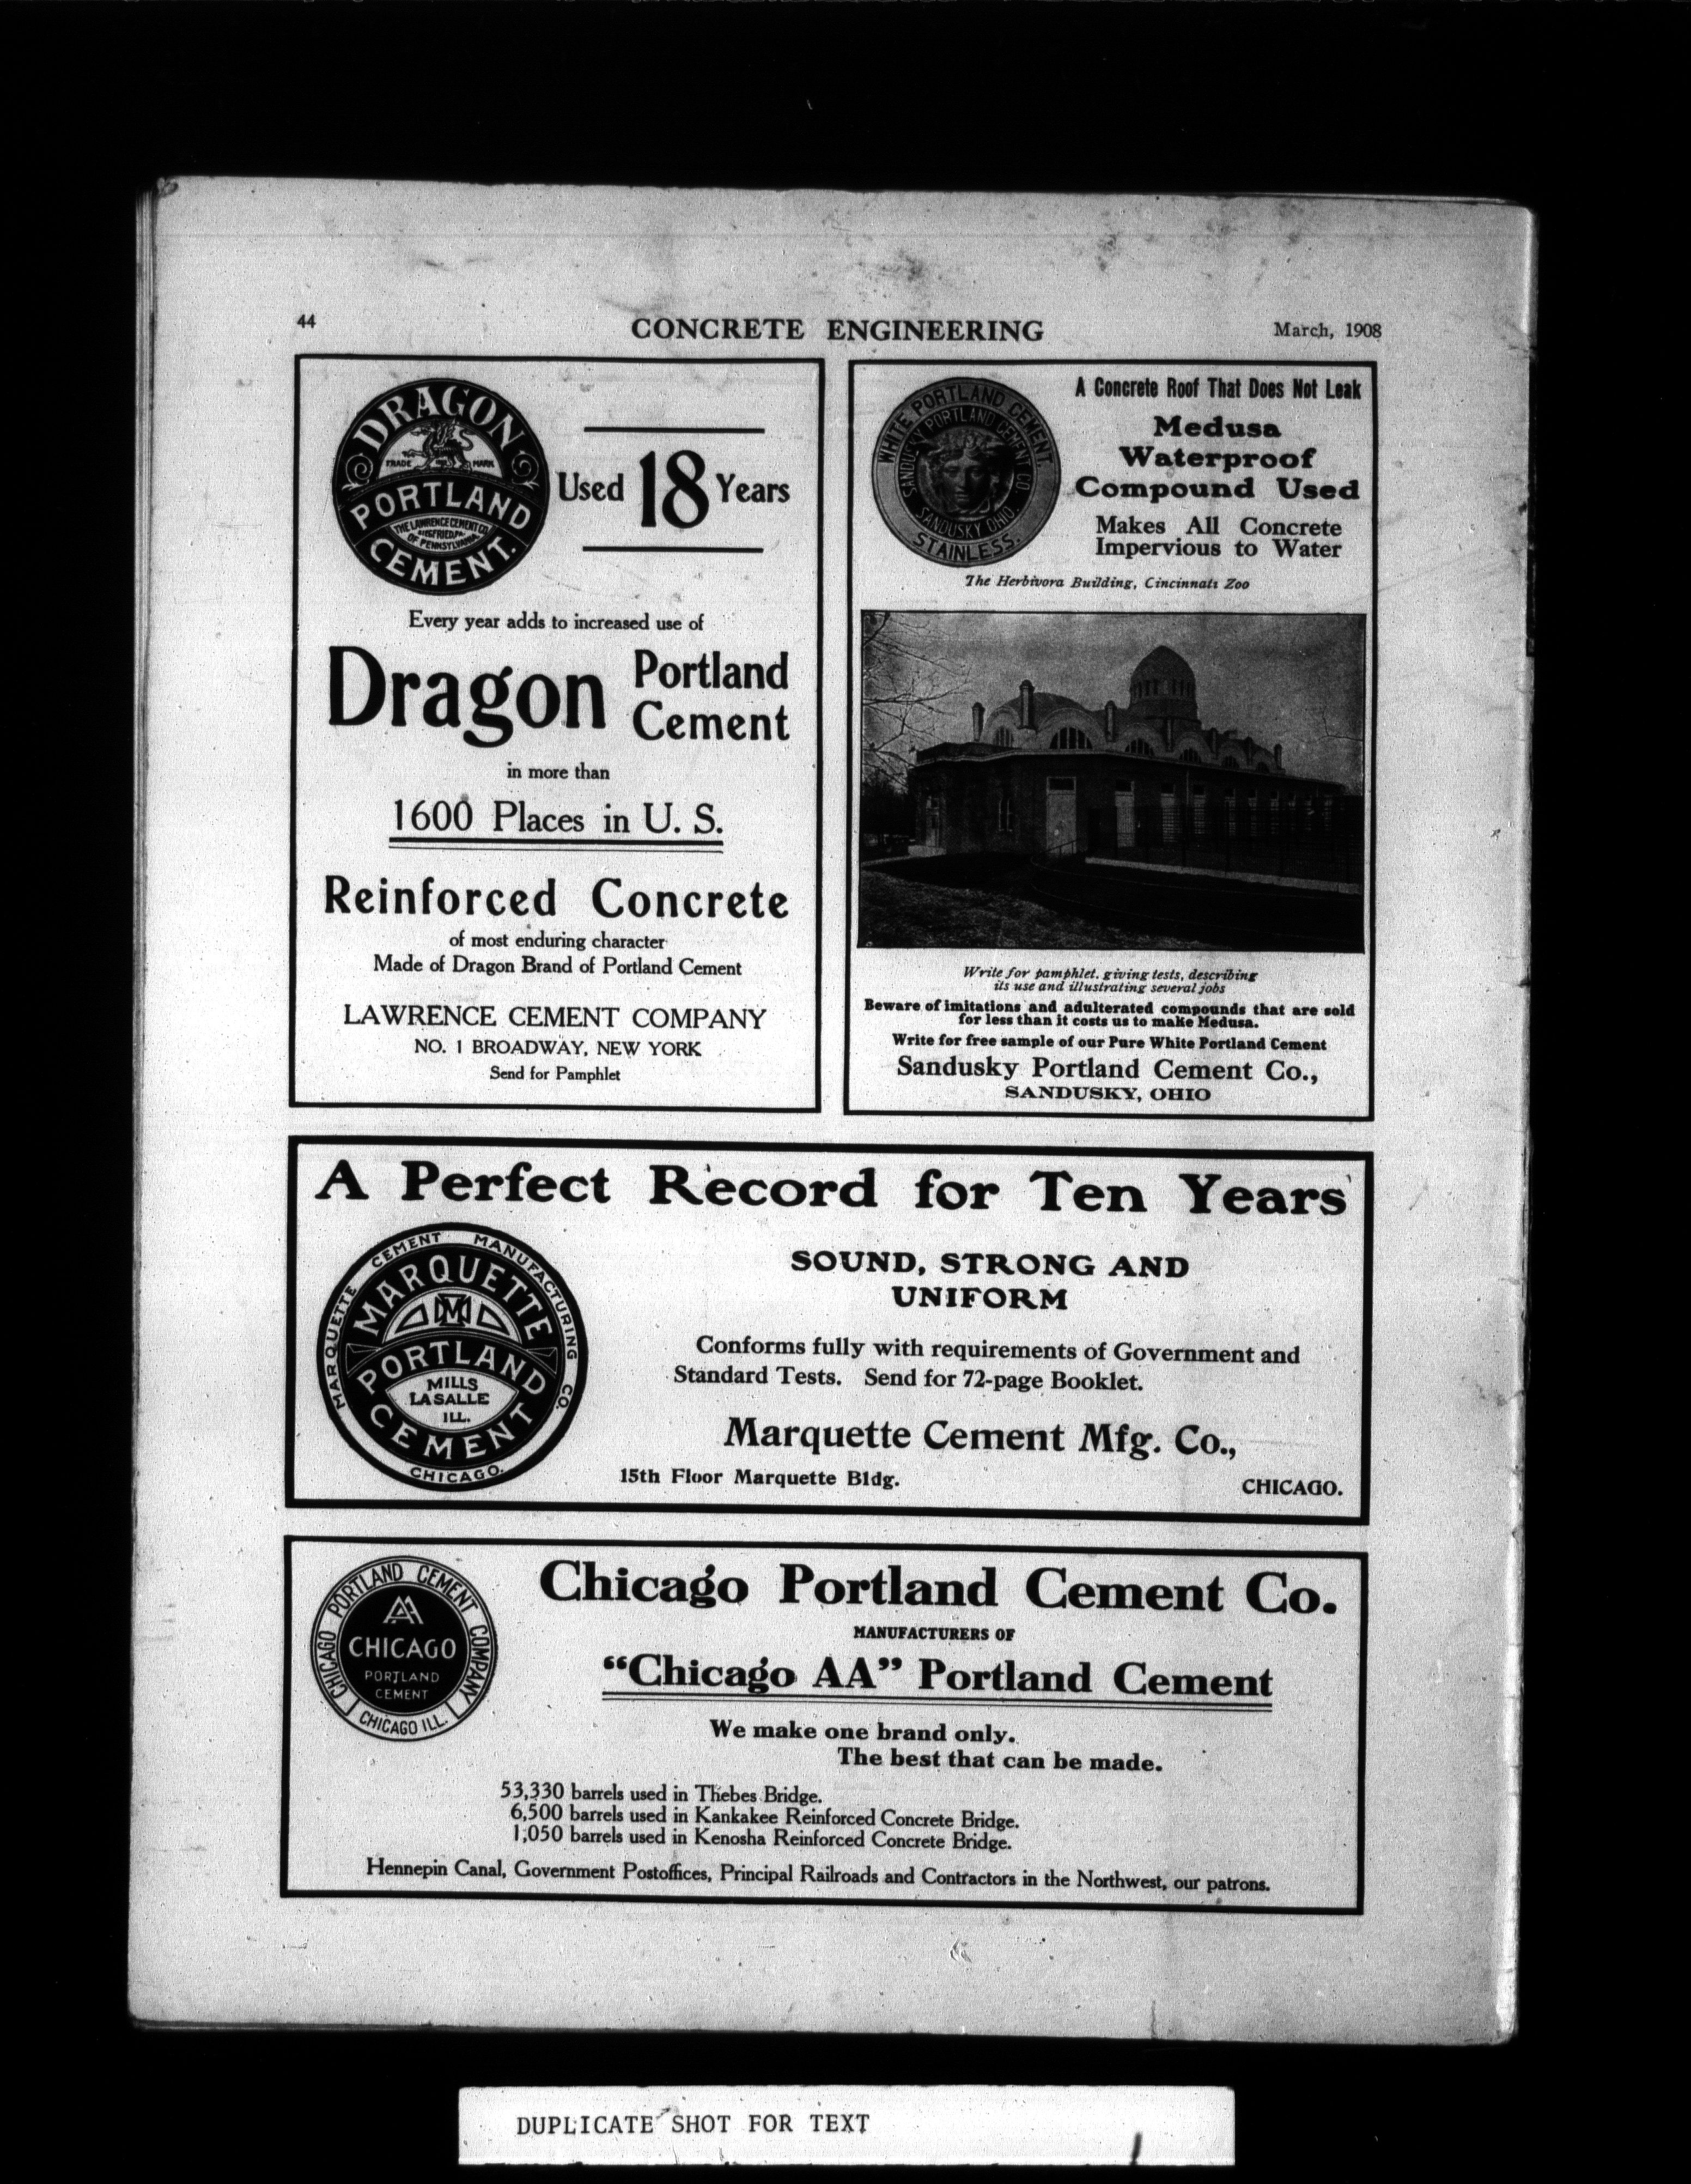 44
CONCRETE ENGINEERING
March, 1908
DRAGON
TRADE MARK
PORTLAND
THE LAWRENCE CEMENT CO.
SIEGFRIED PA.
OF PENNSYLVANIA.
CEMENT.
Used 18 Years
Every year adds to increased use of
Dragon Portland Cement
in more than
1600 Places in U. S.
Reinforced Concrete
of most enduring character
Made of Dragon Brand of Portland Cement
LAWRENCE CEMENT COMPANY
NO. 1 BROADWAY, NEW YORK
Send for Pamphlet
WHITE PORTLAND CEMENT.
SANDUSKY PORTLAND CEMENT CO.
SANDUSKY, OHIO.
STAINLESS.
A Concrete Roof That Does Not Leak
Medusa
Waterproof
Compound Used
Makes All Concrete
Impervious to Water
The Herbivora Building, Cincinnati Zoo
Write for pamphlet, giving tests, describing
its use and illustrating several jobs
Beware of imitations and adulterated compounds that are sold
for less than it costs us to make Medusa.
Write for free sample of our Pure White Portland Cement
Sandusky Portland Cement Co.,
SANDUSKY, OHIO
A Perfect Record for Ten Years
MARQUETTE CEMENT MANUFACTURING CO.
MARQUETTE
PORTLAND
MILLS
LA SALLE
ILL.
CEMENT
CHICAGO.
SOUND, STRONG AND
UNIFORM
Conforms fully with requirements of Government and
Standard Tests. Send for 72-page Booklet.
Marquette Cement Mfg. Co.,
15th Floor Marquette Bldg.
CHICAGO.
CHICAGO PORTLAND CEMENT COMPANY
AA
CHICAGO
PORTLAND
CEMENT
CHICAGO ILL.
Chicago Portland Cement Co.
MANUFACTURERS OF
“Chicago AA” Portland Cement
We make one brand only.
The best that can be made.
53,330 barrels used in Thebes Bridge.
6,500 barrels used in Kankakee Reinforced Concrete Bridge.
1,050 barrels used in Kenosha Reinforced Concrete Bridge.
Hennepin Canal, Government Postoffices, Principal Railroads and Contractors in the Northwest, our patrons.
DUPLICATE SHOT FOR TEXT